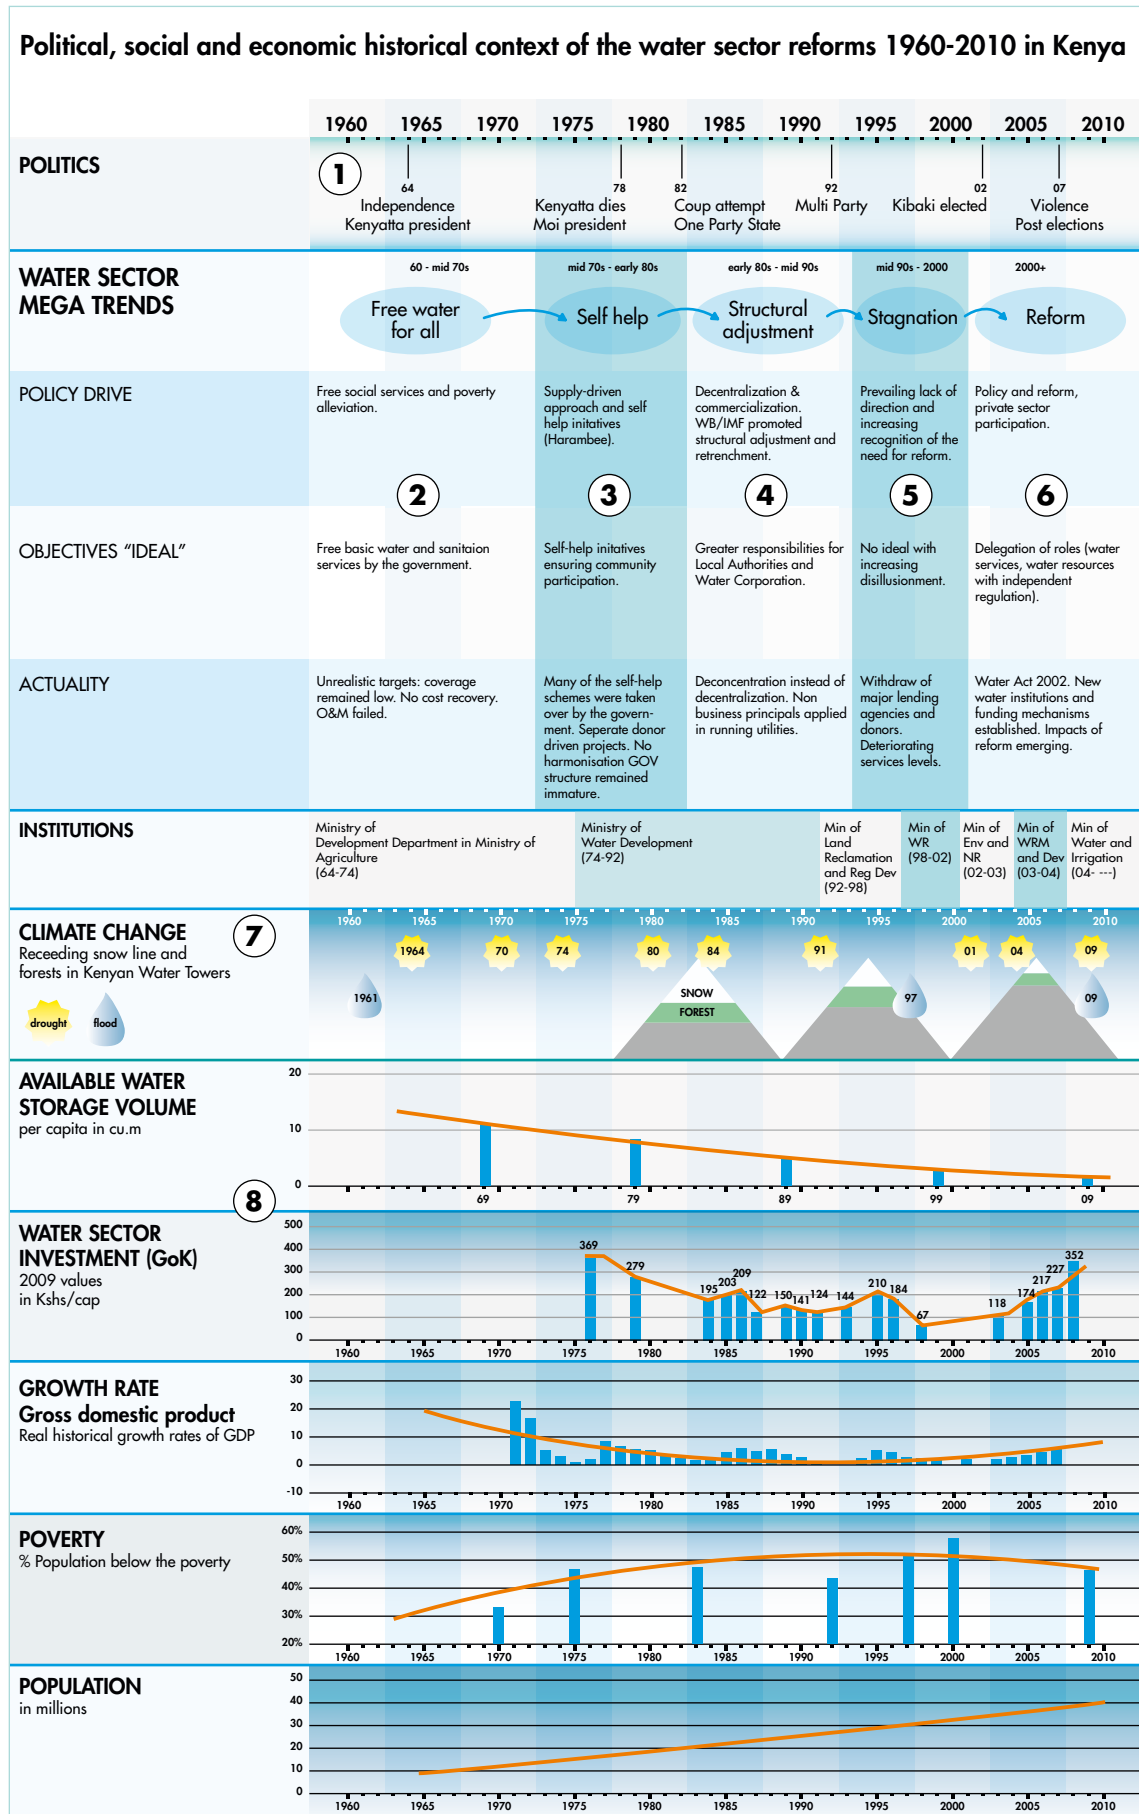 Political, social and economic historical context of the water sector reforms 1960-2010 in Kenya
1960 1965 1970 1975 1980 1985 1990 1995 2000 2005 2010
POLITICS
1
64
Independence
Kenyatta president
78
Kenyatta dies
Moi president
82
Coup attempt
One Party State
92
Multi Party
02
Kibaki elected
07
Violence
Post elections
WATER SECTOR
MEGA TRENDS
60 - mid 70s
Free water
for all
mid 70s - early 80s
Self help
early 80s - mid 90s
Structural
adjustment
mid 90s - 2000
Stagnation
2000+
Reform
POLICY DRIVE
Free social services and poverty
alleviation.
Supply-driven
approach and self
help initatives
(Harambee).
Decentralization &
commercialization.
WB/IMF promoted
structural adjustment and
retrenchment.
Prevailing lack of
direction and
increasing
recognition of the
need for reform.
Policy and reform,
private sector
participation.
2
3
4
5
6
OBJECTIVES “IDEAL”
Free basic water and sanitaion
services by the government.
Self-help initatives
ensuring community
participation.
Greater responsibilities for
Local Authorities and
Water Corporation.
No ideal with
increasing
disillusionment.
Delegation of roles (water
services, water resources
with independent
regulation).
ACTUALITY
Unrealistic targets: coverage
remained low. No cost recovery.
O&M failed.
Many of the self-help
schemes were taken
over by the govern-
ment. Seperate donor
driven projects. No
harmonisation GOV
structure remained
immature.
Deconcentration instead of
decentralization. Non
business principals applied
in running utilities.
Withdraw of
major lending
agencies and
donors.
Deteriorating
services levels.
Water Act 2002. New
water institutions and
funding mechanisms
established. Impacts of
reform emerging.
INSTITUTIONS
Ministry of
Development Department in Ministry of
Agriculture
(64-74)
Ministry of
Water Development
(74-92)
Min of
Land
Reclamation
and Reg Dev
(92-98)
Min of
WR
(98-02)
Min of
Env and
NR
(02-03)
Min of
WRM
and Dev
(03-04)
Min of
Water and
Irrigation
(04- ---)
CLIMATE CHANGE
Receeding snow line and
forests in Kenyan Water Towers
7
drought
flood
1960 1965 1970 1975 1980 1985 1990 1995 2000 2005 2010
1964 70 74 80 84 91 01 04 09
1961
SNOW
FOREST
97
09
AVAILABLE WATER
STORAGE VOLUME
per capita in cu.m
20
10
0
69 79 89 99 09
8
WATER SECTOR
INVESTMENT (GoK)
2009 values
in Kshs/cap
500
400
300
200
100
0
369 279 195 203 209 122 150 141 124 144 210 184 67 118 174 217 227 352
1960 1965 1970 1975 1980 1985 1990 1995 2000 2005 2010
GROWTH RATE
Gross domestic product
Real historical growth rates of GDP
30
20
10
0
-10
1960 1965 1970 1975 1980 1985 1990 1995 2000 2005 2010
POVERTY
% Population below the poverty
60%
50%
40%
30%
20%
1960 1965 1970 1975 1980 1985 1990 1995 2000 2005 2010
POPULATION
in millions
50
40
30
20
10
0
1960 1965 1970 1975 1980 1985 1990 1995 2000 2005 2010